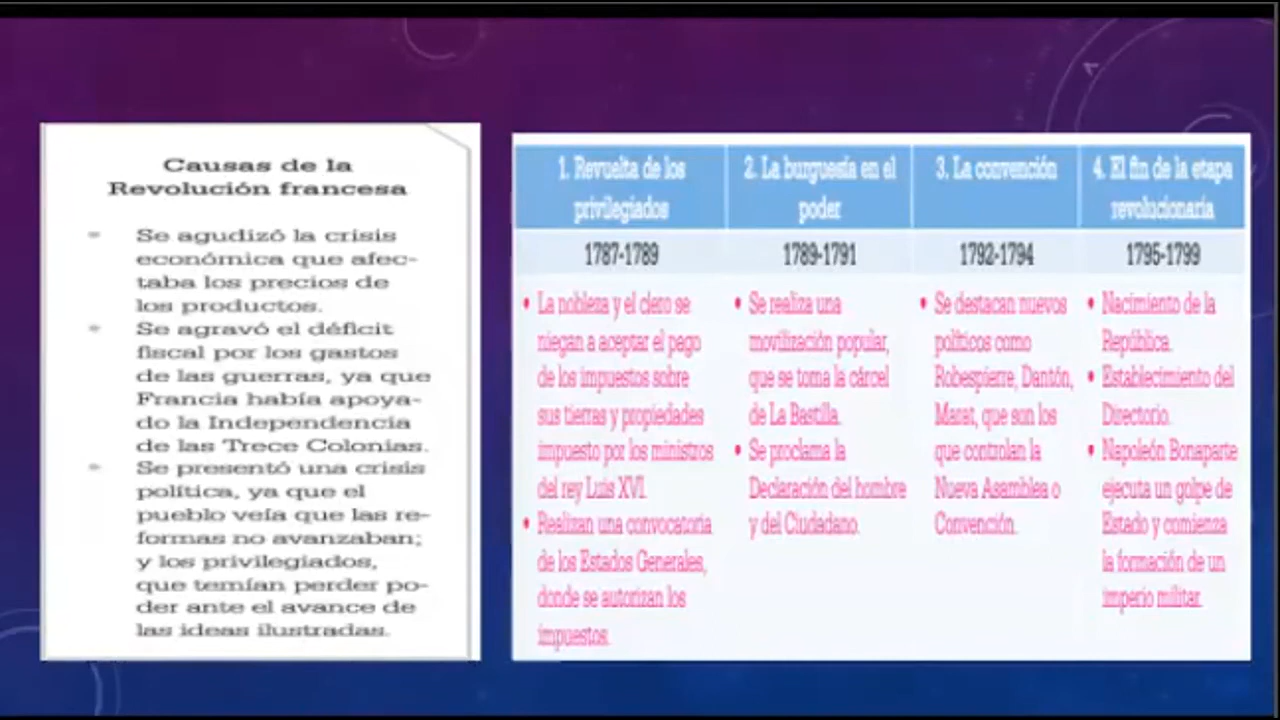 Causas de la
Revolución francesa
Se agudizó la crisis
económica que afec-
taba los precios de
los productos.
Se agravó el déficit
fiscal por los gastos
de las guerras, ya que
Francia había apoya-
do la Independencia
de las Trece Colonias.
Se presentó una crisis
política, ya que el
pueblo veía que las re-
formas no avanzaban;
y los privilegiados,
que temían perder po-
der ante el avance de
las ideas ilustradas.
1. Revuelta de los
privilegiados
1787-1789
• La nobleza y el clero se
niegan a aceptar el pago
de los impuestos sobre
sus tierras y propiedades
impuesto por los ministros
del rey Luis XVI.
• Realizan una convocatoria
de los Estados Generales,
donde se autorizan los
impuestos.
2. La burguesía en el
poder
1789-1791
• Se realiza una
movilización popular,
que se toma la cárcel
de La Bastilla.
• Se proclama la
Declaración del hombre
y del Ciudadano.
3. La convención
1792-1794
• Se destacan nuevos
políticos como
Robespierre, Dantón,
Marat, que son los
que controlan la
Nueva Asamblea o
Convención.
4. El fin de la etapa
revolucionaria
1795-1799
• Nacimiento de la
República.
• Establecimiento del
Directorio.
• Napoleón Bonaparte
ejecuta un golpe de
Estado y comienza
la formación de un
imperio militar.